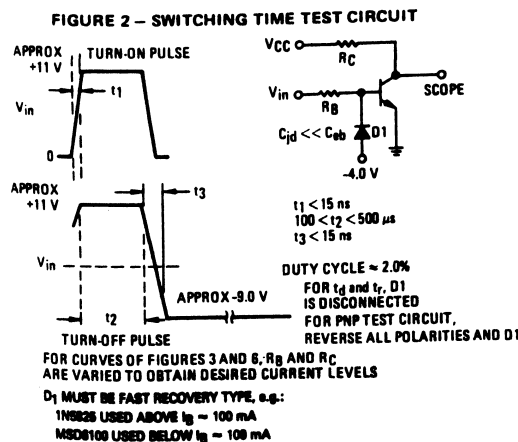 FIGURE 2 – SWITCHING TIME TEST CIRCUIT
APPROX
+11 V
TURN-ON PULSE
t1
Vin
0
VCC
RC
Vin
RB
SCOPE
Cjd << Ceb
D1
-4.0 V
APPROX
+11 V
t3
Vin
APPROX -9.0 V
t2
TURN-OFF PULSE
t1 < 15 ns
100 < t2 < 500 µs
t3 < 15 ns
DUTY CYCLE ≈ 2.0%
FOR td and tr, D1
IS DISCONNECTED
FOR PNP TEST CIRCUIT,
REVERSE ALL POLARITIES AND D1
FOR CURVES OF FIGURES 3 AND 6, RB AND RC
ARE VARIED TO OBTAIN DESIRED CURRENT LEVELS
D1 MUST BE FAST RECOVERY TYPE, e.g.:
1N5825 USED ABOVE IB ~ 100 mA
MSD6100 USED BELOW IB ~ 100 mA